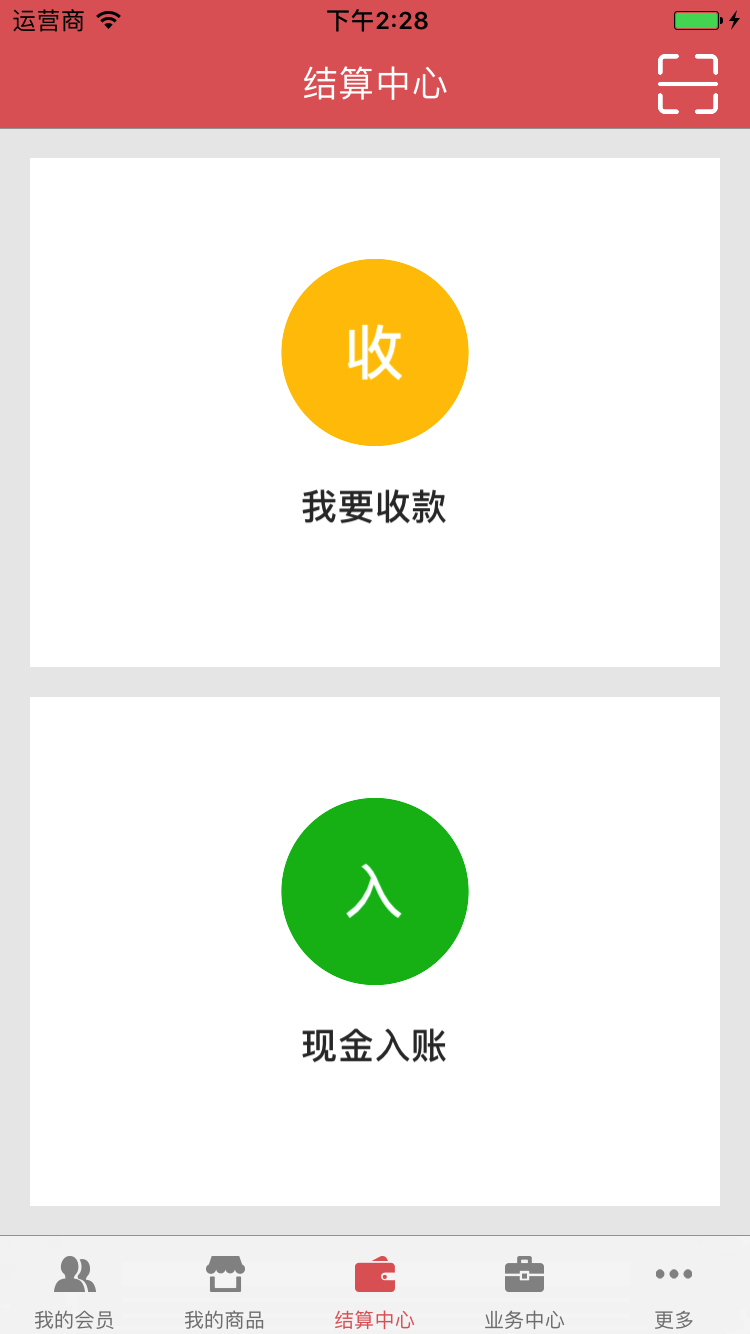 运营商 下午2:28
结算中心
收
我要收款
入
现金入账
我的会员 我的商品 结算中心 业务中心 更多